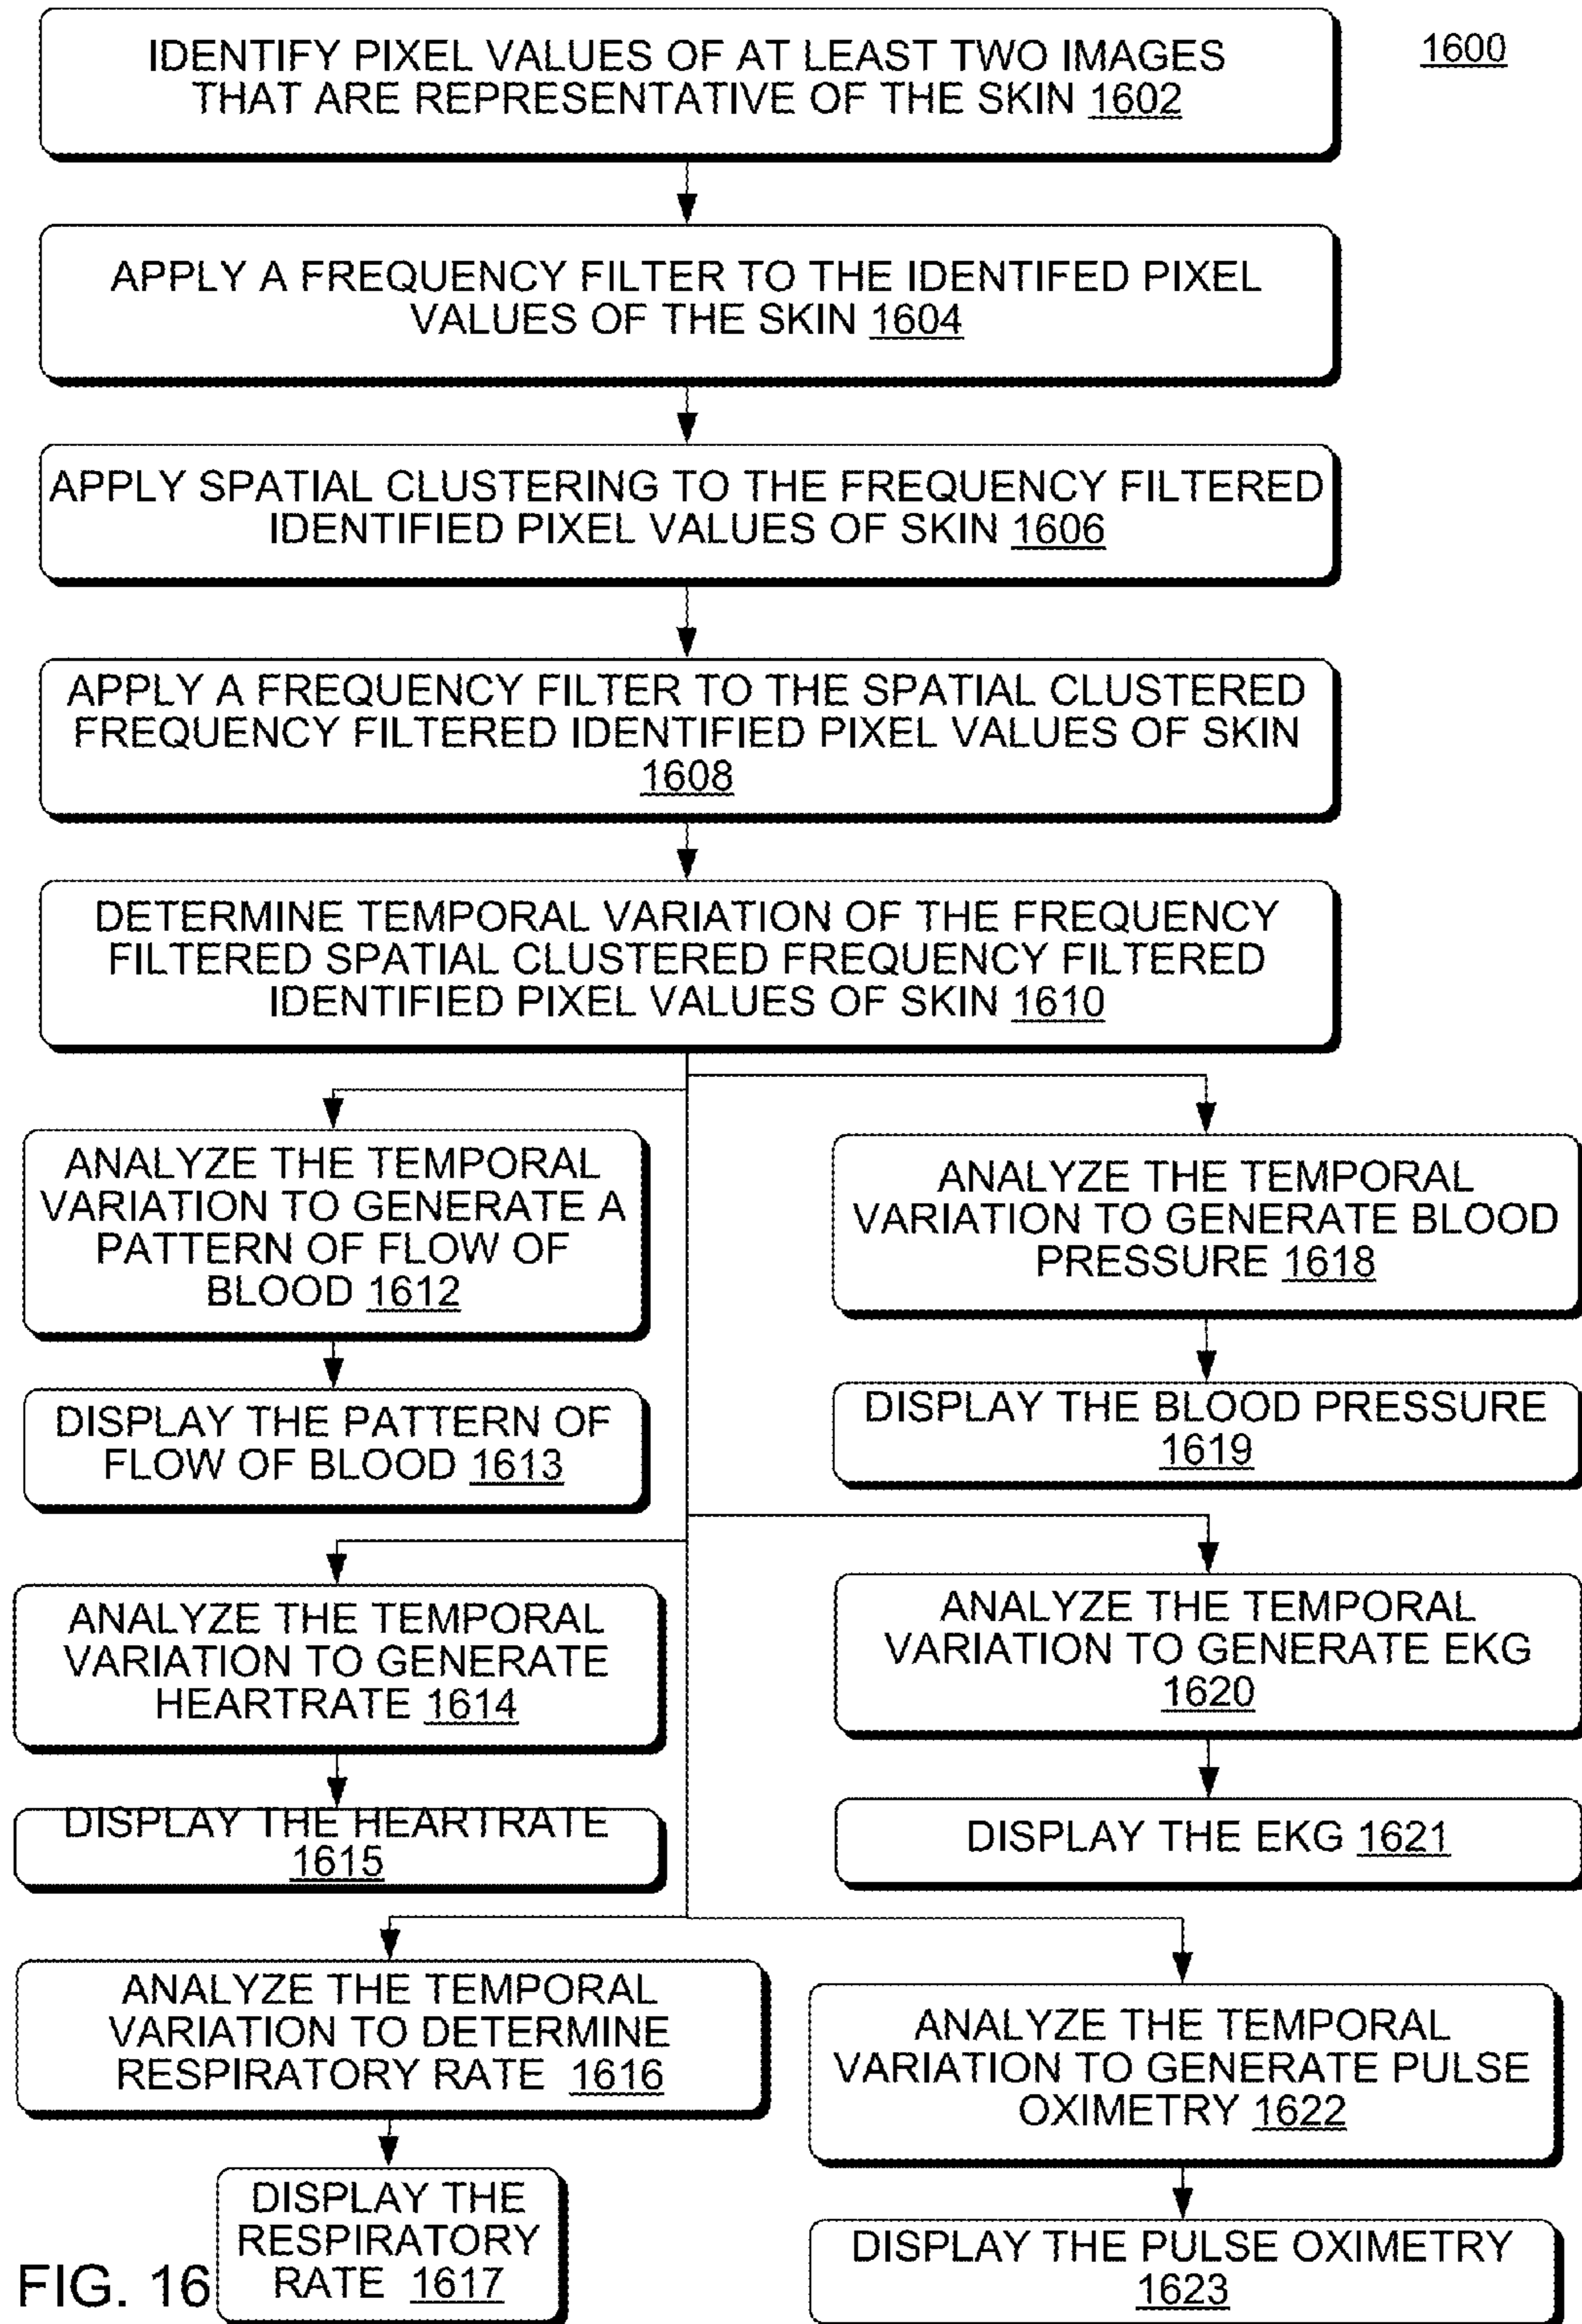 1600
IDENTIFY PIXEL VALUES OF AT LEAST TWO IMAGES
THAT ARE REPRESENTATIVE OF THE SKIN 1602
APPLY A FREQUENCY FILTER TO THE IDENTIFED PIXEL
VALUES OF THE SKIN 1604
APPLY SPATIAL CLUSTERING TO THE FREQUENCY FILTERED
IDENTIFIED PIXEL VALUES OF SKIN 1606
APPLY A FREQUENCY FILTER TO THE SPATIAL CLUSTERED
FREQUENCY FILTERED IDENTIFIED PIXEL VALUES OF SKIN
1608
DETERMINE TEMPORAL VARIATION OF THE FREQUENCY
FILTERED SPATIAL CLUSTERED FREQUENCY FILTERED
IDENTIFIED PIXEL VALUES OF SKIN 1610
ANALYZE THE TEMPORAL
VARIATION TO GENERATE A
PATTERN OF FLOW OF
BLOOD 1612
DISPLAY THE PATTERN OF
FLOW OF BLOOD 1613
ANALYZE THE TEMPORAL
VARIATION TO GENERATE BLOOD
PRESSURE 1618
DISPLAY THE BLOOD PRESSURE
1619
ANALYZE THE TEMPORAL
VARIATION TO GENERATE
HEARTRATE 1614
DISPLAY THE HEARTRATE
1615
ANALYZE THE TEMPORAL
VARIATION TO GENERATE EKG
1620
DISPLAY THE EKG 1621
ANALYZE THE TEMPORAL
VARIATION TO DETERMINE
RESPIRATORY RATE 1616
DISPLAY THE
RESPIRATORY
RATE 1617
ANALYZE THE TEMPORAL
VARIATION TO GENERATE PULSE
OXIMETRY 1622
DISPLAY THE PULSE OXIMETRY
1623
FIG. 16